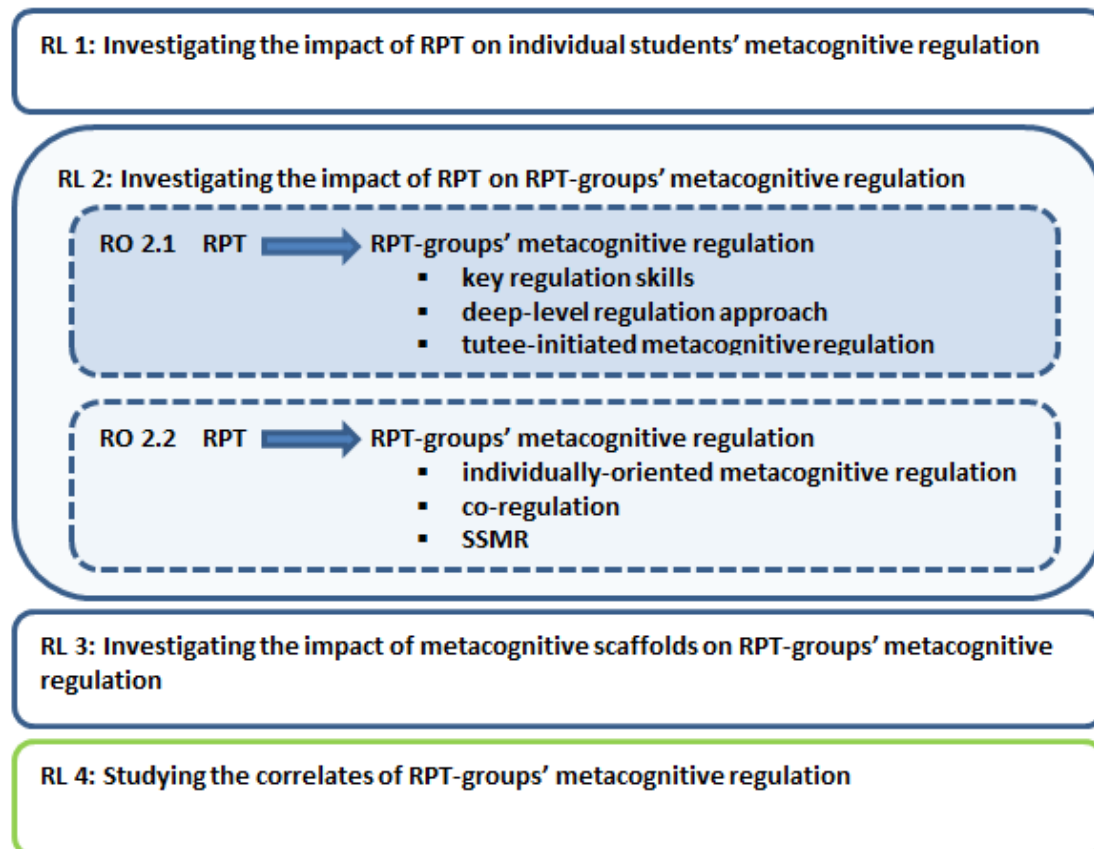 RL 1: Investigating the impact of RPT on individual students’ metacognitive regulation
RL 2: Investigating the impact of RPT on RPT-groups’ metacognitive regulation
RO 2.1 RPT RPT-groups’ metacognitive regulation
▪ key regulation skills
▪ deep-level regulation approach
▪ tutee-initiated metacognitive regulation
RO 2.2 RPT RPT-groups’ metacognitive regulation
▪ individually-oriented metacognitive regulation
▪ co-regulation
▪ SSMR
RL 3: Investigating the impact of metacognitive scaffolds on RPT-groups’ metacognitive
regulation
RL 4: Studying the correlates of RPT-groups’ metacognitive regulation